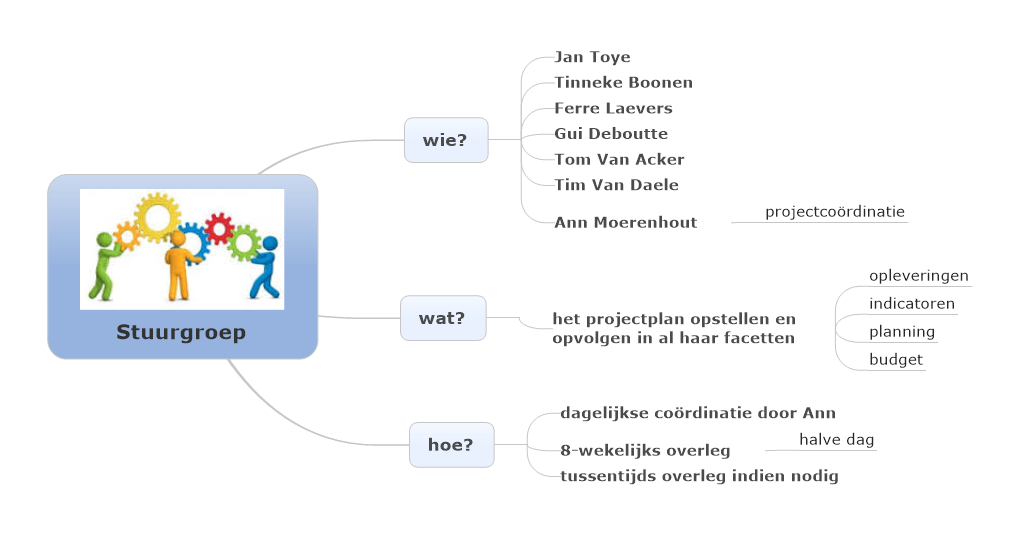 Stuurgroep
wie?
Jan Toye
Tinneke Boonen
Ferre Laevers
Gui Deboutte
Tom Van Acker
Tim Van Daele
Ann Moerenhout
projectcoördinatie
wat?
het projectplan opstellen en
opvolgen in al haar facetten
opleveringen
indicatoren
planning
budget
hoe?
dagelijkse coördinatie door Ann
8-wekelijks overleg
halve dag
tussentijds overleg indien nodig